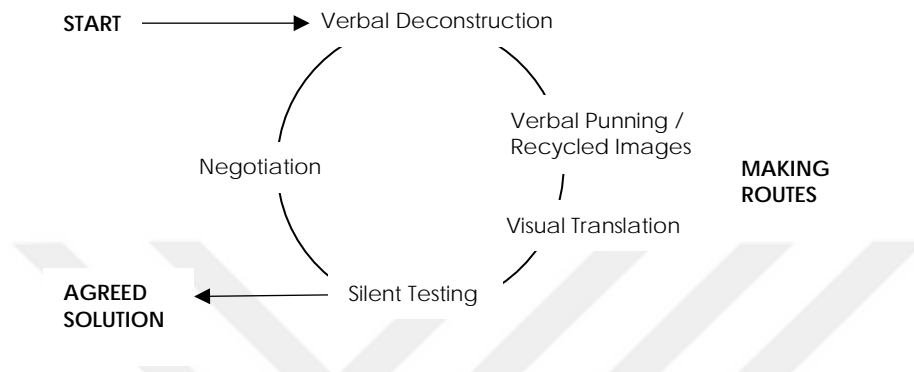 START
Verbal Deconstruction
Verbal Punning /
Recycled Images
Negotiation
MAKING
ROUTES
Visual Translation
AGREED
SOLUTION
Silent Testing